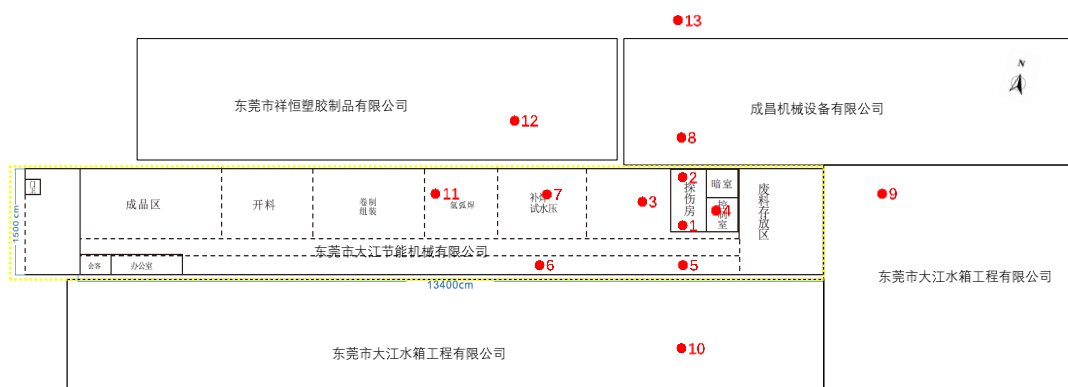 13
N
东莞市祥恒塑胶制品有限公司
成昌机械设备有限公司
12
8
门卫
成品区
开料
卷制
组装
11
氩弧焊
补焊
试水压
7
3
探伤房
2
1
暗室
控制室
4
废料存放区
9
1500cm
东莞市大江节能机械有限公司
会客
办公室
6
5
13400cm
东莞市大江水箱工程有限公司
东莞市大江水箱工程有限公司
10